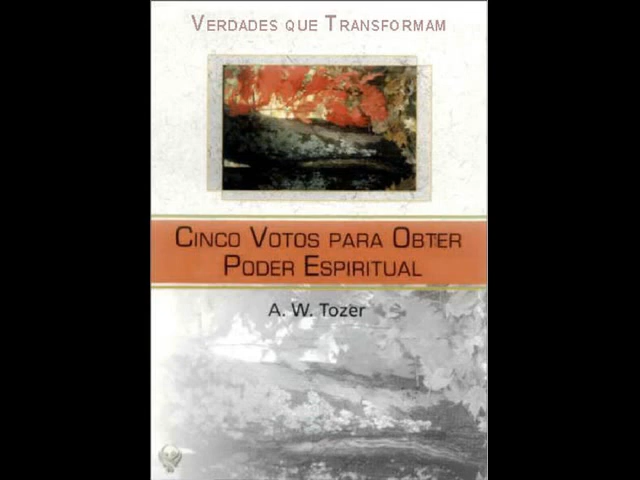 Verdades que Transformam
Cinco Votos para Obter
Poder Espiritual
A. W. Tozer